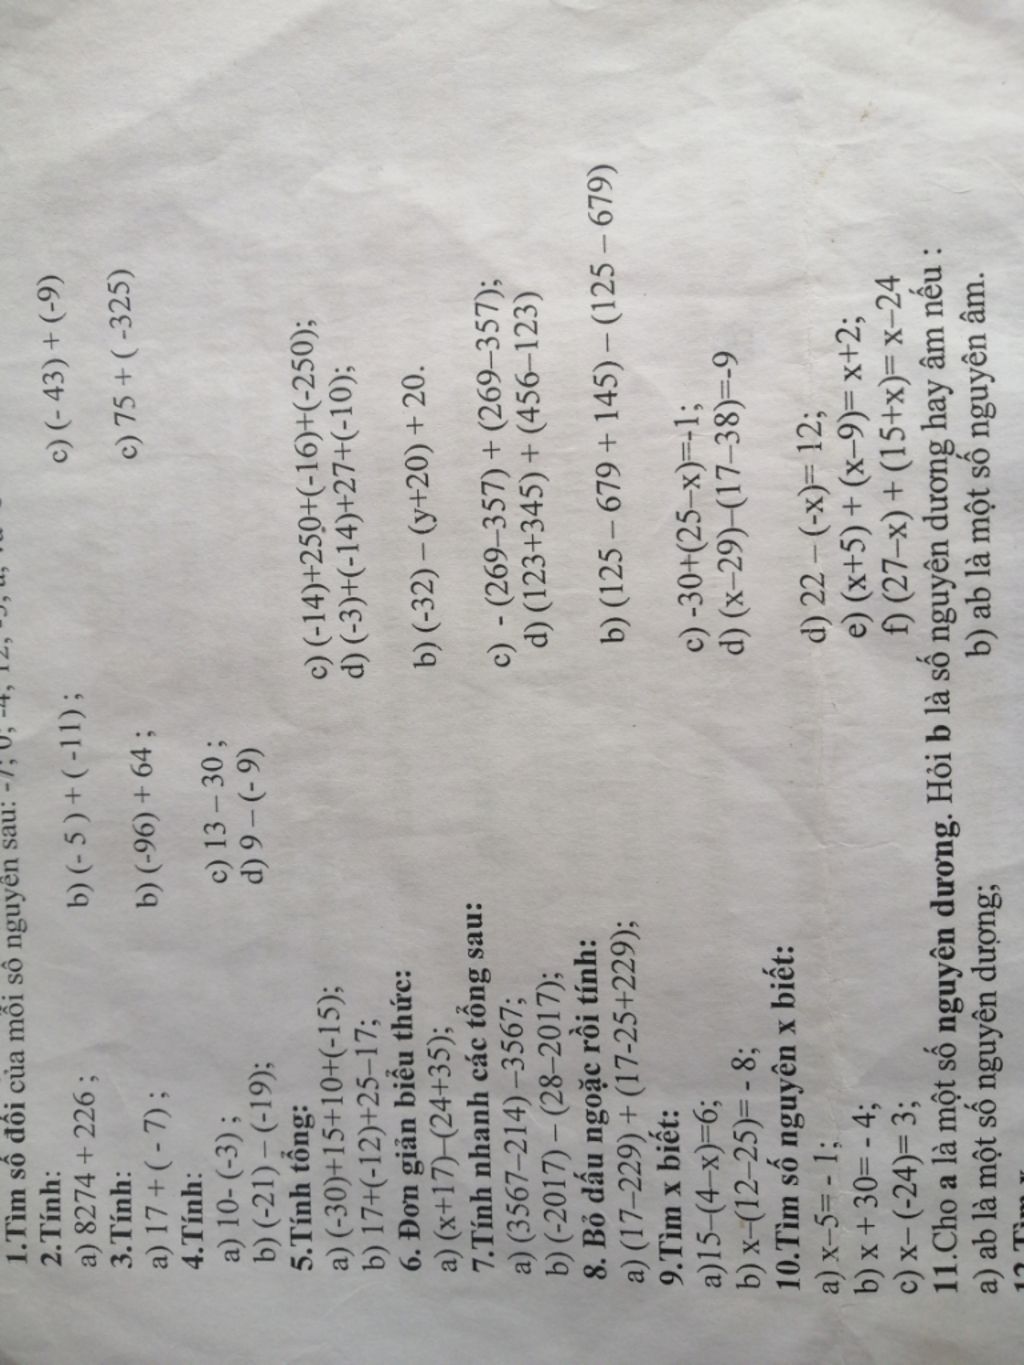 1.Tìm số đối của mỗi số nguyên sau: -7; 0; -4; 12; -5;
2.Tính:
a) 8274 + 226 ; b) (- 5 ) + ( -11) ; c) (- 43) + (-9)
3.Tính:
a) 17 + ( - 7) ; b) (-96) + 64 ; c) 75 + ( -325)
4.Tính:
a) 10- (-3) ; c) 13 – 30 ;
b) (-21) – (-19); d) 9 – (- 9)
5.Tính tổng:
a) (-30)+15+10+(-15); c) (-14)+250+(-16)+(-250);
b) 17+(-12)+25–17; d) (-3)+(-14)+27+(-10);
6. Đơn giản biểu thức:
a) (x+17)–(24+35); b) (-32) – (y+20) + 20.
7.Tính nhanh các tổng sau:
a) (3567–214) –3567; c) - (269–357) + (269–357);
b) (-2017) – (28–2017); d) (123+345) + (456–123)
8. Bỏ dấu ngoặc rồi tính:
a) (17–229) + (17-25+229); b) (125 – 679 + 145) – (125 – 679)
9.Tìm x biết:
a)15–(4–x)=6; c) -30+(25–x)=-1;
b) x–(12–25)= - 8; d) (x–29)–(17–38)=-9
10.Tìm số nguyên x biết:
a) x–5= - 1; d) 22 – (-x)= 12;
b) x + 30= - 4; e) (x+5) + (x–9)= x+2;
c) x– (-24)= 3; f) (27–x) + (15+x)= x–24
11.Cho a là một số nguyên dương. Hỏi b là số nguyên dương hay âm nếu :
a) ab là một số nguyên dượng; b) ab là một số nguyên âm.